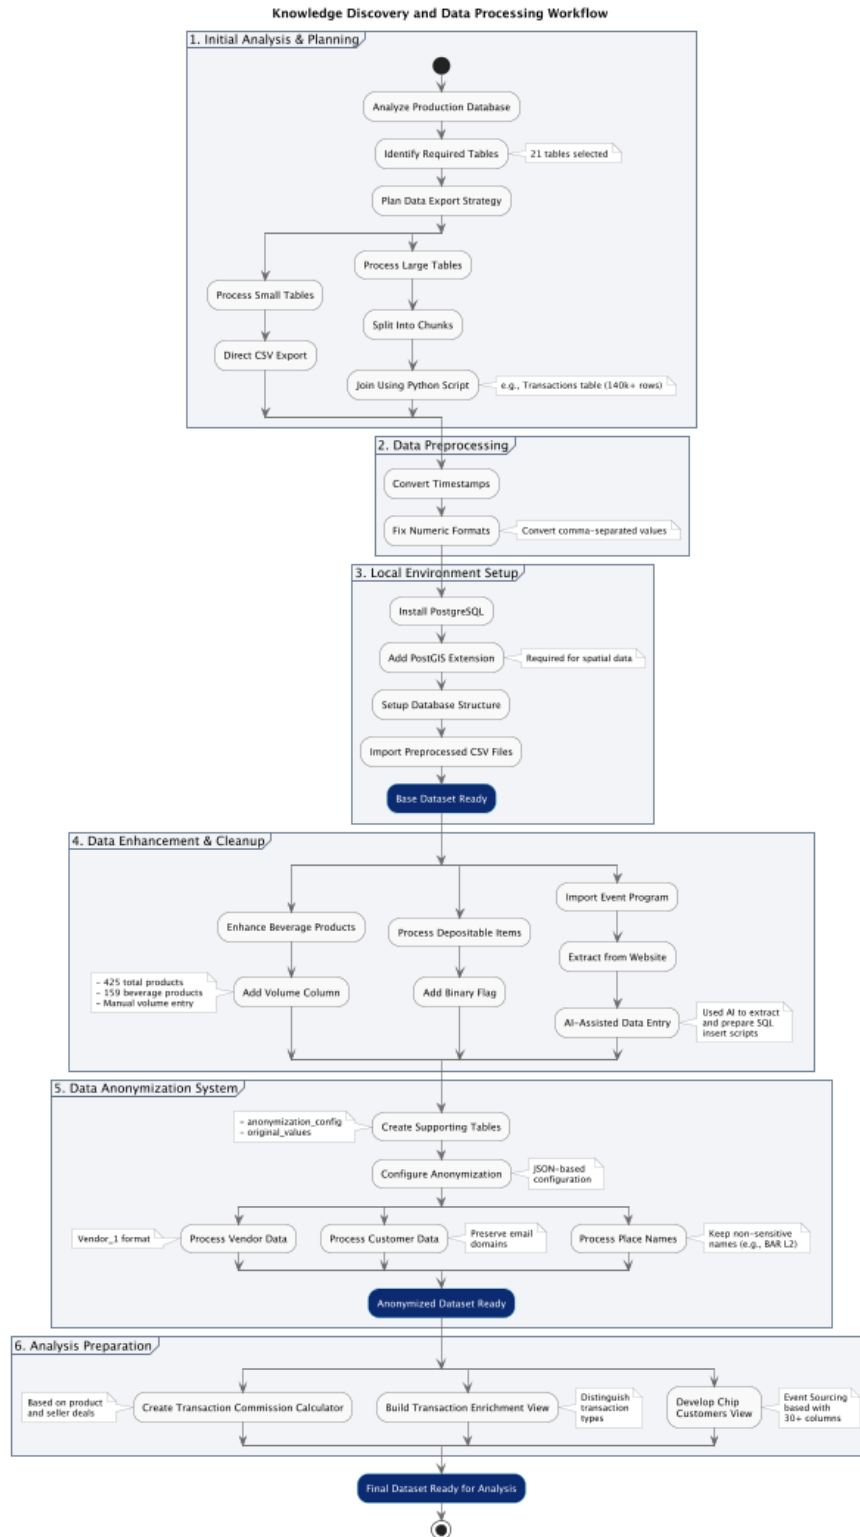 Knowledge Discovery and Data Processing Workflow
1. Initial Analysis & Planning
Analyze Production Database
Identify Required Tables
21 tables selected
Plan Data Export Strategy
Process Large Tables
Process Small Tables
Split Into Chunks
Direct CSV Export
Join Using Python Script
e.g., Transactions table (140k+ rows)
2. Data Preprocessing
Convert Timestamps
Fix Numeric Formats
Convert comma-separated values
3. Local Environment Setup
Install PostgreSQL
Add PostGIS Extension
Required for spatial data
Setup Database Structure
Import Preprocessed CSV Files
Base Dataset Ready
4. Data Enhancement & Cleanup
Enhance Beverage Products
Process Depositable Items
Import Event Program
Extract from Website
- 425 total products
- 159 beverage products
- Manual volume entry
Add Volume Column
Add Binary Flag
AI-Assisted Data Entry
Used AI to extract
and prepare SQL
insert scripts
5. Data Anonymization System
- anonymization_config
- original_values
Create Supporting Tables
Configure Anonymization
JSON-based
configuration
Vendor_1 format
Process Vendor Data
Process Customer Data
Preserve email
domains
Process Place Names
Keep non-sensitive
names (e.g., BAR L2)
Anonymized Dataset Ready
6. Analysis Preparation
Based on product
and seller deals
Create Transaction Commission Calculator
Build Transaction Enrichment View
Distinguish
transaction
types
Develop Chip
Customers View
Event Sourcing
based with
30+ columns
Final Dataset Ready for Analysis